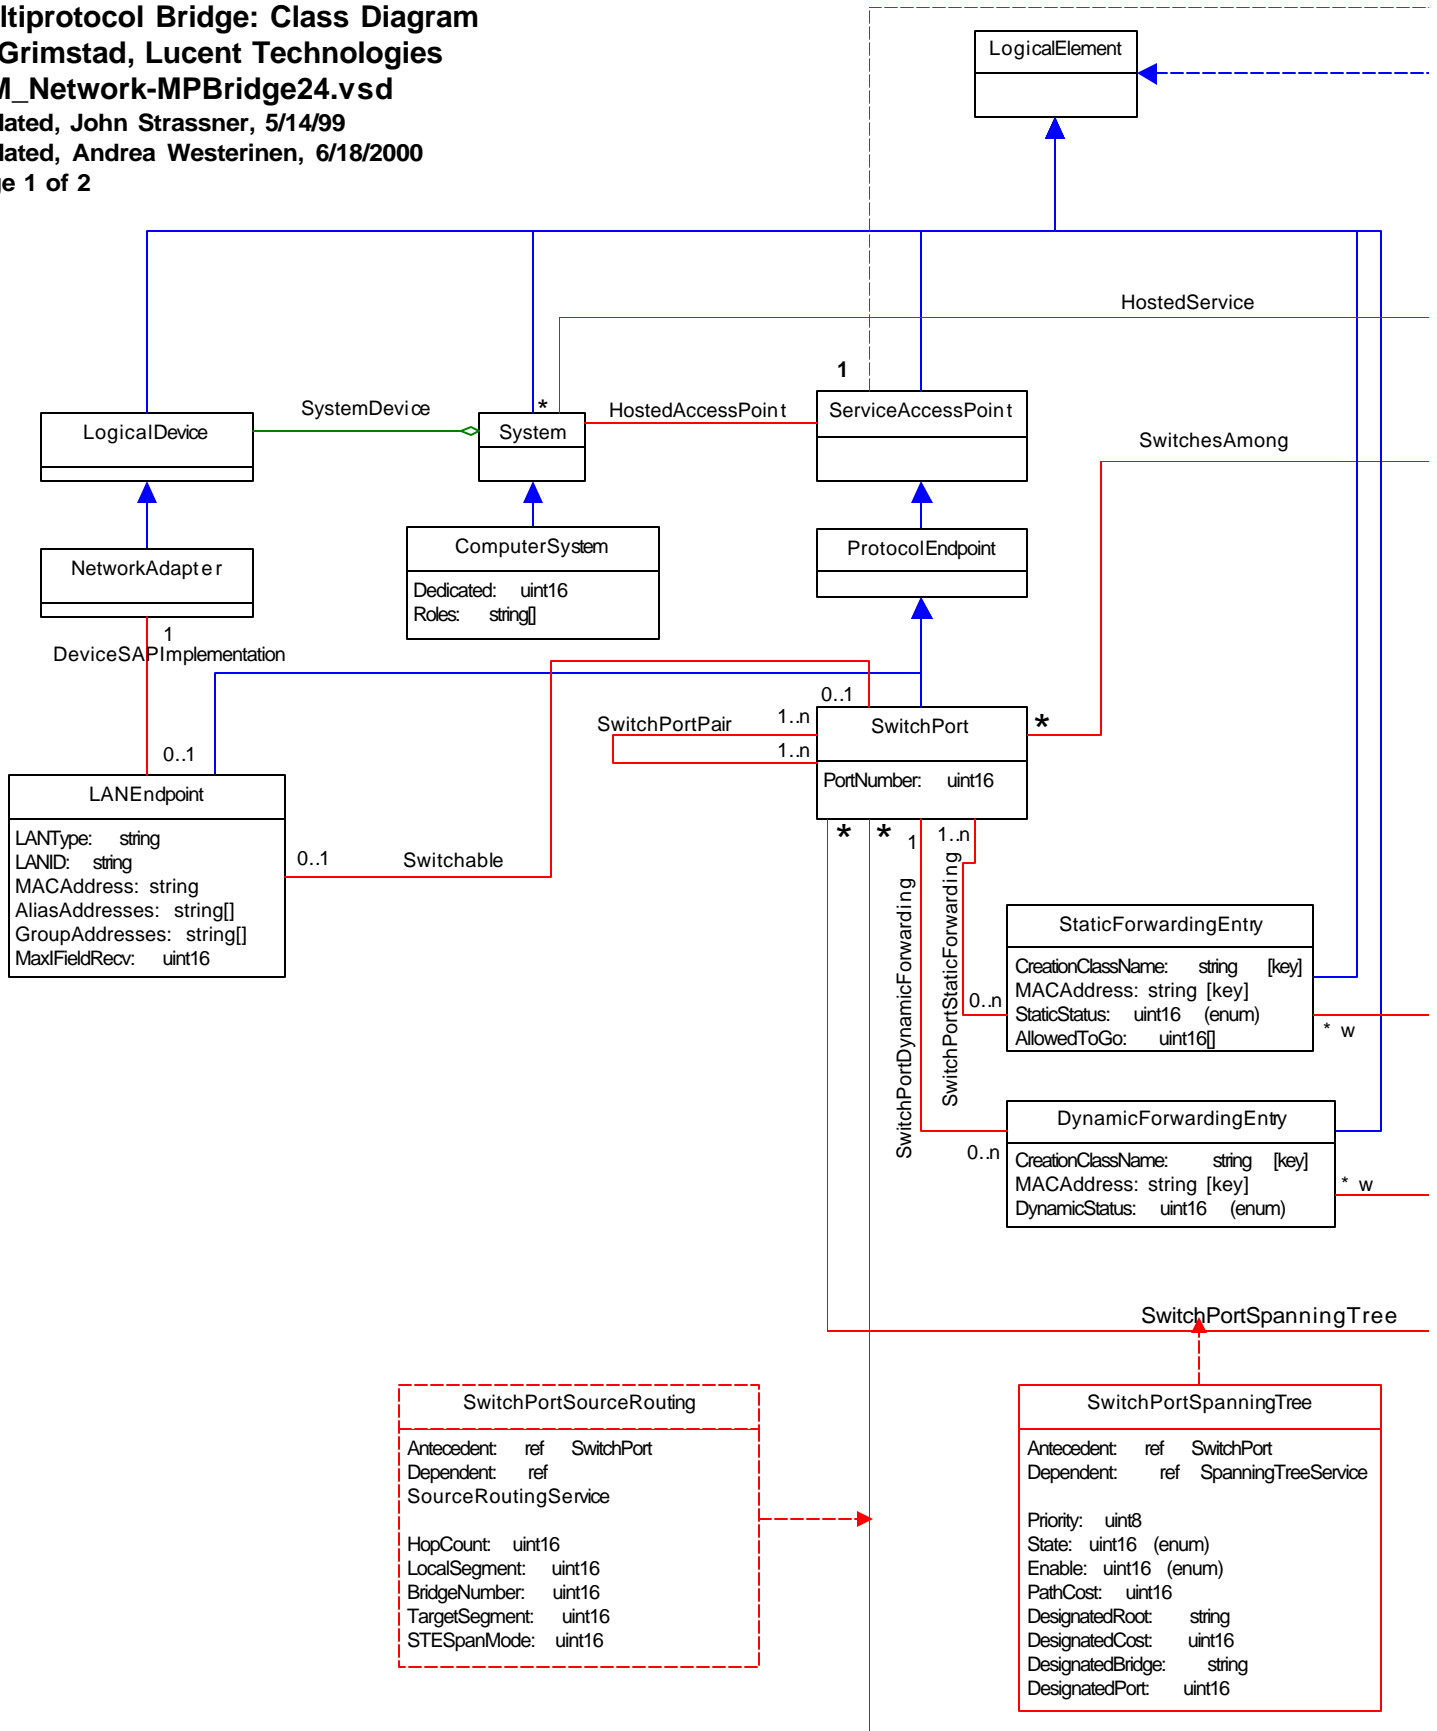 ltiprotocol Bridge: Class Diagram
Grimstad, Lucent Technologies
M_Network-MPBridge24.vsd
lated, John Strassner, 5/14/99
lated, Andrea Westerinen, 6/18/2000
ge 1 of 2
LogicalElement
HostedService
1
SystemDevice
*
HostedAccessPoint
ServiceAccessPoint
LogicalDevice
System
SwitchesAmong
ComputerSystem
Dedicated: uint16
Roles: string[]
ProtocolEndpoint
NetworkAdapter
1
DeviceSAPImplementation
0..1
SwitchPortPair
1..n
1..n
SwitchPort
*
PortNumber: uint16
0..1
LANEndpoint
LANType: string
LANID: string
MACAddress: string
AliasAddresses: string[]
GroupAddresses: string[]
MaxIFieldRecv: uint16
0..1
Switchable
*
*
1
1..n
SwitchPortDynamicForwarding
SwitchPortStaticForwarding
StaticForwardingEntry
CreationClassName: string [key]
MACAddress: string [key]
StaticStatus: uint16 (enum)
AllowedToGo: uint16[]
0..n
* w
DynamicForwardingEntry
CreationClassName: string [key]
MACAddress: string [key]
DynamicStatus: uint16 (enum)
0..n
* w
SwitchPortSpanningTree
SwitchPortSourceRouting
Antecedent: ref SwitchPort
Dependent: ref
SourceRoutingService
HopCount: uint16
LocalSegment: uint16
BridgeNumber: uint16
TargetSegment: uint16
STESpanMode: uint16
SwitchPortSpanningTree
Antecedent: ref SwitchPort
Dependent: ref SpanningTreeService
Priority: uint8
State: uint16 (enum)
Enable: uint16 (enum)
PathCost: uint16
DesignatedRoot: string
DesignatedCost: uint16
DesignatedBridge: string
DesignatedPort: uint16